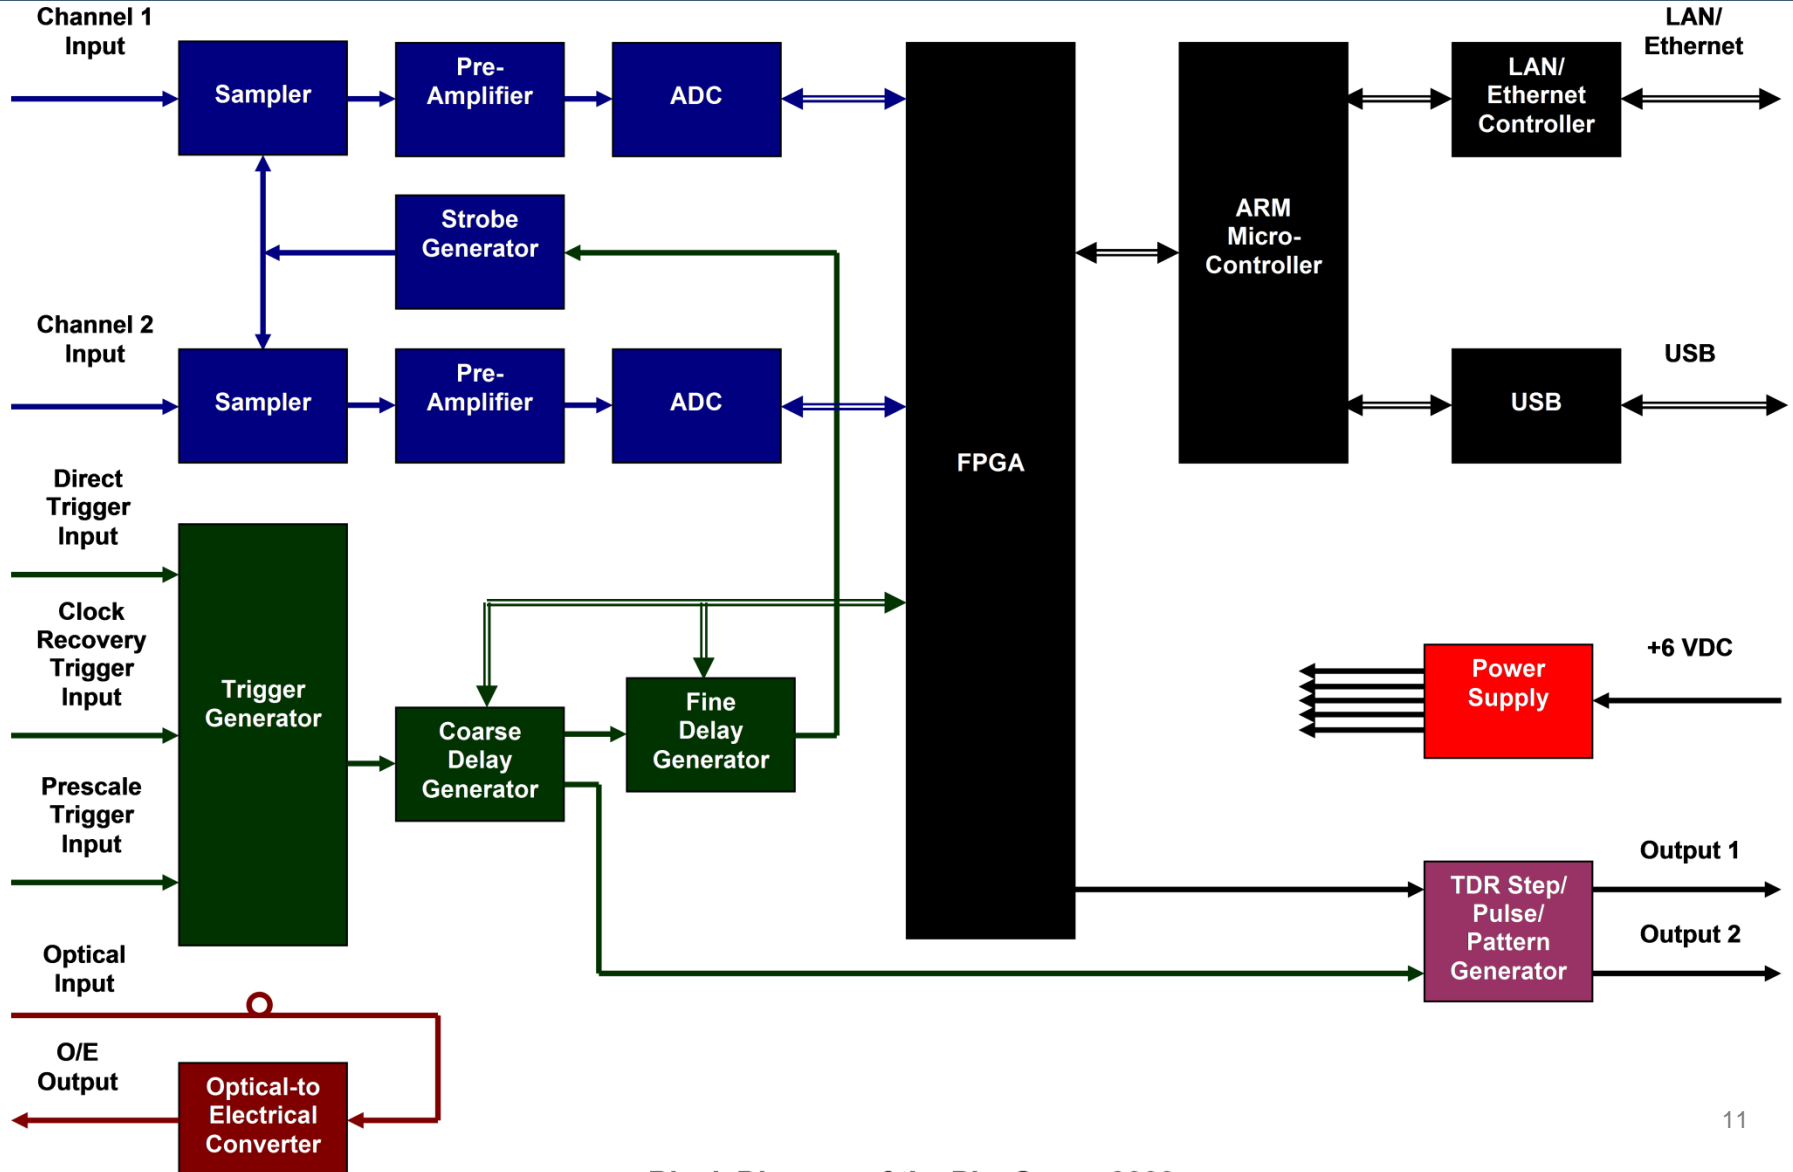 Channel 1
Input
Sampler
Pre-
Amplifier
ADC
LAN/
Ethernet
Controller
LAN/
Ethernet
Strobe
Generator
ARM
Micro-
Controller
Channel 2
Input
Sampler
Pre-
Amplifier
ADC
FPGA
USB
USB
Direct
Trigger
Input
Clock
Recovery
Trigger
Input
Prescale
Trigger
Input
Trigger
Generator
Coarse
Delay
Generator
Fine
Delay
Generator
Power
Supply
+6 VDC
TDR Step/
Pulse/
Pattern
Generator
Output 1
Output 2
Optical
Input
O/E
Output
Optical-to
Electrical
Converter
11